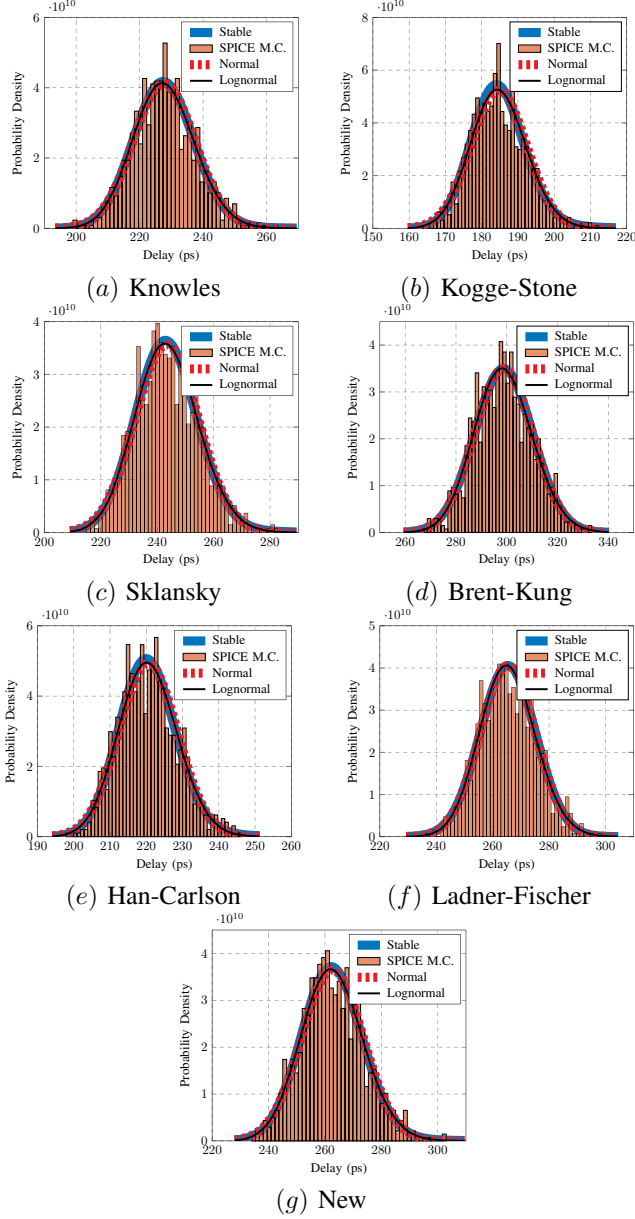 ·10^10
6
4
2
0
Probability Density
Stable
SPICE M.C.
Normal
Lognormal
200 220 240 260
Delay (ps)
(a) Knowles
·10^10
8
6
4
2
0
Probability Density
Stable
SPICE M.C.
Normal
Lognormal
150 160 170 180 190 200 210 220
Delay (ps)
(b) Kogge-Stone
·10^10
4
3
2
1
0
Probability Density
Stable
SPICE M.C.
Normal
Lognormal
200 220 240 260 280
Delay (ps)
(c) Sklansky
·10^10
4
3
2
1
0
Probability Density
Stable
SPICE M.C.
Normal
Lognormal
260 280 300 320 340
Delay (ps)
(d) Brent-Kung
·10^10
6
4
2
0
Probability Density
Stable
SPICE M.C.
Normal
Lognormal
190 200 210 220 230 240 250 260
Delay (ps)
(e) Han-Carlson
·10^10
5
4
3
2
1
0
Probability Density
Stable
SPICE M.C.
Normal
Lognormal
220 240 260 280 300
Delay (ps)
(f) Ladner-Fischer
·10^10
4
3
2
1
0
Probability Density
Stable
SPICE M.C.
Normal
Lognormal
220 240 260 280 300
Delay (ps)
(g) New